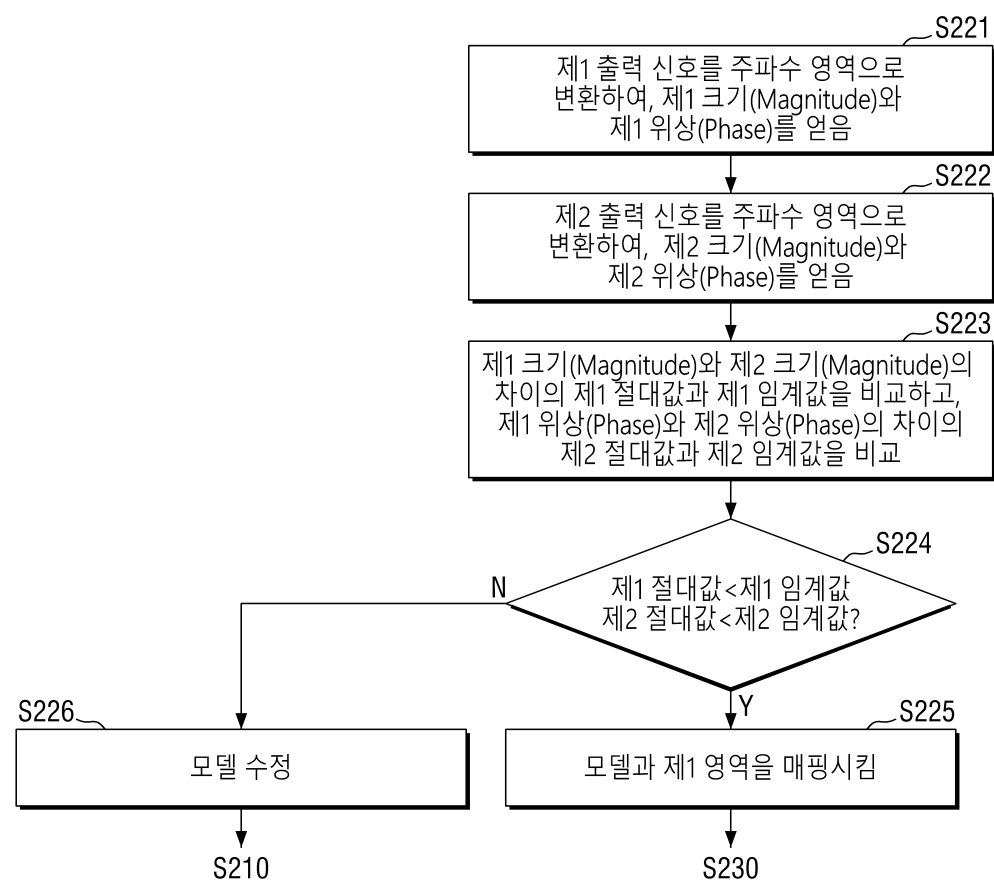 S221
제1 출력 신호를 주파수 영역으로
변환하여, 제1 크기(Magnitude)와
제1 위상(Phase)를 얻음
S222
제2 출력 신호를 주파수 영역으로
변환하여, 제2 크기(Magnitude)와
제2 위상(Phase)를 얻음
S223
제1 크기(Magnitude)와 제2 크기(Magnitude)의
차이의 제1 절대값과 제1 임계값을 비교하고,
제1 위상(Phase)와 제2 위상(Phase)의 차이의
제2 절대값과 제2 임계값을 비교
S224
제1 절대값<제1 임계값
제2 절대값<제2 임계값?
N
Y
S226
모델 수정
S225
모델과 제1 영역을 매핑시킴
S210
S230